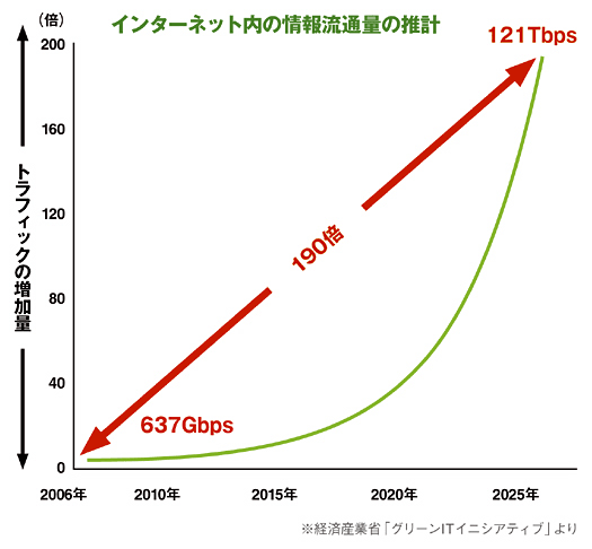 インターネット内の情報流通量の推計
(倍)
121Tbps
200
160
120
80
40
0
トラフィックの増加量
190倍
637Gbps
2006年 2010年 2015年 2020年 2025年
※経済産業省「グリーンITイニシアティブ」より